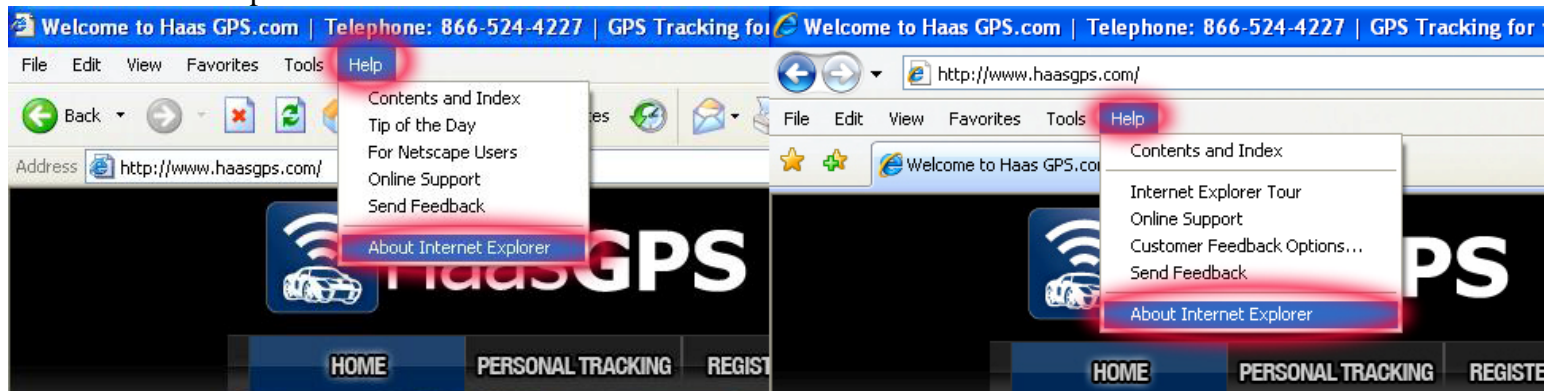 Welcome to Haas GPS.com | Telephone: 866-524-4227 | GPS Tracking for
File Edit View Favorites Tools Help
Back
Contents and Index
Tip of the Day
For Netscape Users
Online Support
Send Feedback
About Internet Explorer
Address http://www.haasgps.com/
HaasGPS
HOME PERSONAL TRACKING REGIST
Welcome to Haas GPS.com | Telephone: 866-524-4227 | GPS Tracking for
http://www.haasgps.com/
File Edit View Favorites Tools Help
Welcome to Haas GPS.co
Contents and Index
Internet Explorer Tour
Online Support
Customer Feedback Options...
Send Feedback
About Internet Explorer
PS
HOME PERSONAL TRACKING REGISTE